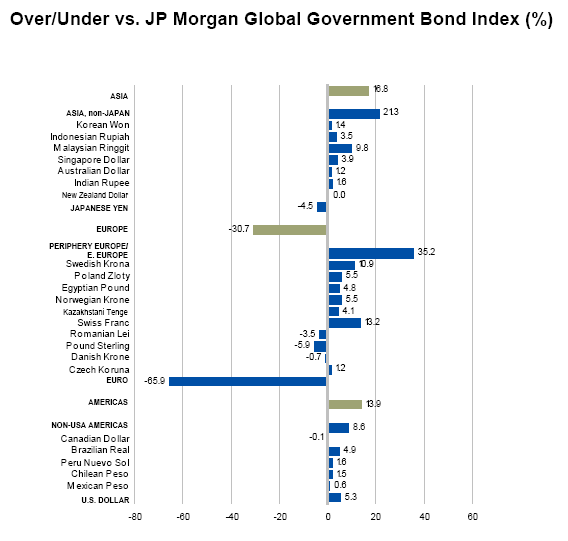 Over/Under vs. JP Morgan Global Government Bond Index (%)
ASIA 16.8
ASIA, non-JAPAN 21.3
Korean Won 1.4
Indonesian Rupiah 3.5
Malaysian Ringgit 9.8
Singapore Dollar 3.9
Australian Dollar 1.2
Indian Rupee 1.6
New Zealand Dollar 0.0
JAPANESE YEN -4.5
EUROPE -30.7
PERIPHERY EUROPE/
E. EUROPE 35.2
Swedish Krona 10.9
Poland Zloty 5.5
Egyptian Pound 4.8
Norwegian Krone 5.5
Kazakhstani Tenge 4.1
Swiss Franc 13.2
Romanian Lei -3.5
Pound Sterling -5.9
Danish Krone -0.7
Czech Koruna 1.2
EURO -65.9
AMERICAS 13.9
NON-USA AMERICAS 8.6
Canadian Dollar -0.1
Brazilian Real 4.9
Peru Nuevo Sol 1.6
Chilean Peso 1.5
Mexican Peso 0.6
U.S. DOLLAR 5.3
-80 -60 -40 -20 0 20 40 60